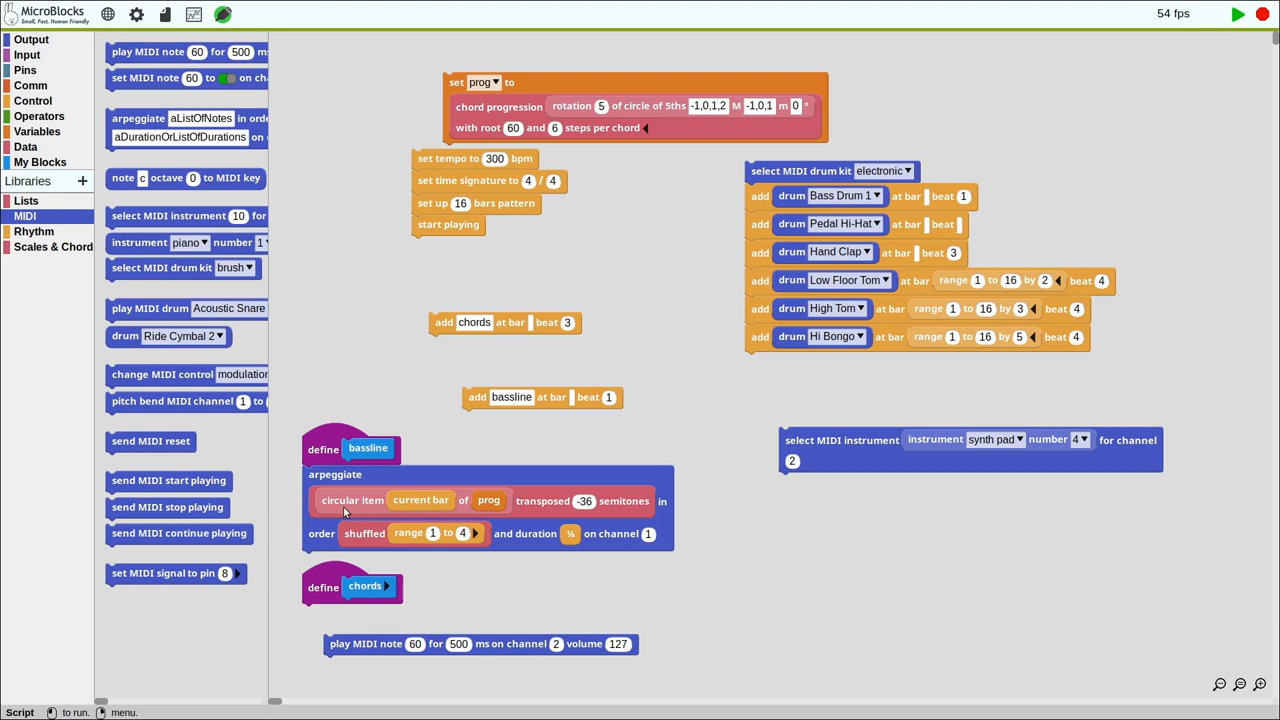 MicroBlocks
Small, Fast, Human Friendly
54 fps
Output
Input
Pins
Comm
Control
Operators
Variables
Data
My Blocks
Libraries +
Lists
MIDI
Rhythm
Scales & Chord
play MIDI note 60 for 500 ms
set MIDI note 60 to on cha
arpeggiate aListOfNotes in orde
aDurationOrListOfDurations on c
note c octave 0 to MIDI key
select MIDI instrument 10 for
instrument piano number 1
select MIDI drum kit brush
play MIDI drum Acoustic Snare
drum Ride Cymbal 2
change MIDI control modulation
pitch bend MIDI channel 1 to
send MIDI reset
send MIDI start playing
send MIDI stop playing
send MIDI continue playing
set MIDI signal to pin 8
set prog to
chord progression rotation 5 of circle of 5ths -1,0,1,2 M -1,0,1 m 0 °
with root 60 and 6 steps per chord
set tempo to 300 bpm
set time signature to 4 / 4
set up 16 bars pattern
start playing
add chords at bar beat 3
add bassline at bar beat 1
define bassline
arpeggiate
circular item current bar of prog transposed -36 semitones in
order shuffled range 1 to 4 and duration ¼ on channel 1
define chords
play MIDI note 60 for 500 ms on channel 2 volume 127
select MIDI drum kit electronic
add drum Bass Drum 1 at bar beat 1
add drum Pedal Hi-Hat at bar beat
add drum Hand Clap at bar beat 3
add drum Low Floor Tom at bar range 1 to 16 by 2 beat 4
add drum High Tom at bar range 1 to 16 by 3 beat 4
add drum Hi Bongo at bar range 1 to 16 by 5 beat 4
select MIDI instrument instrument synth pad number 4 for channel
2
Script to run. menu.